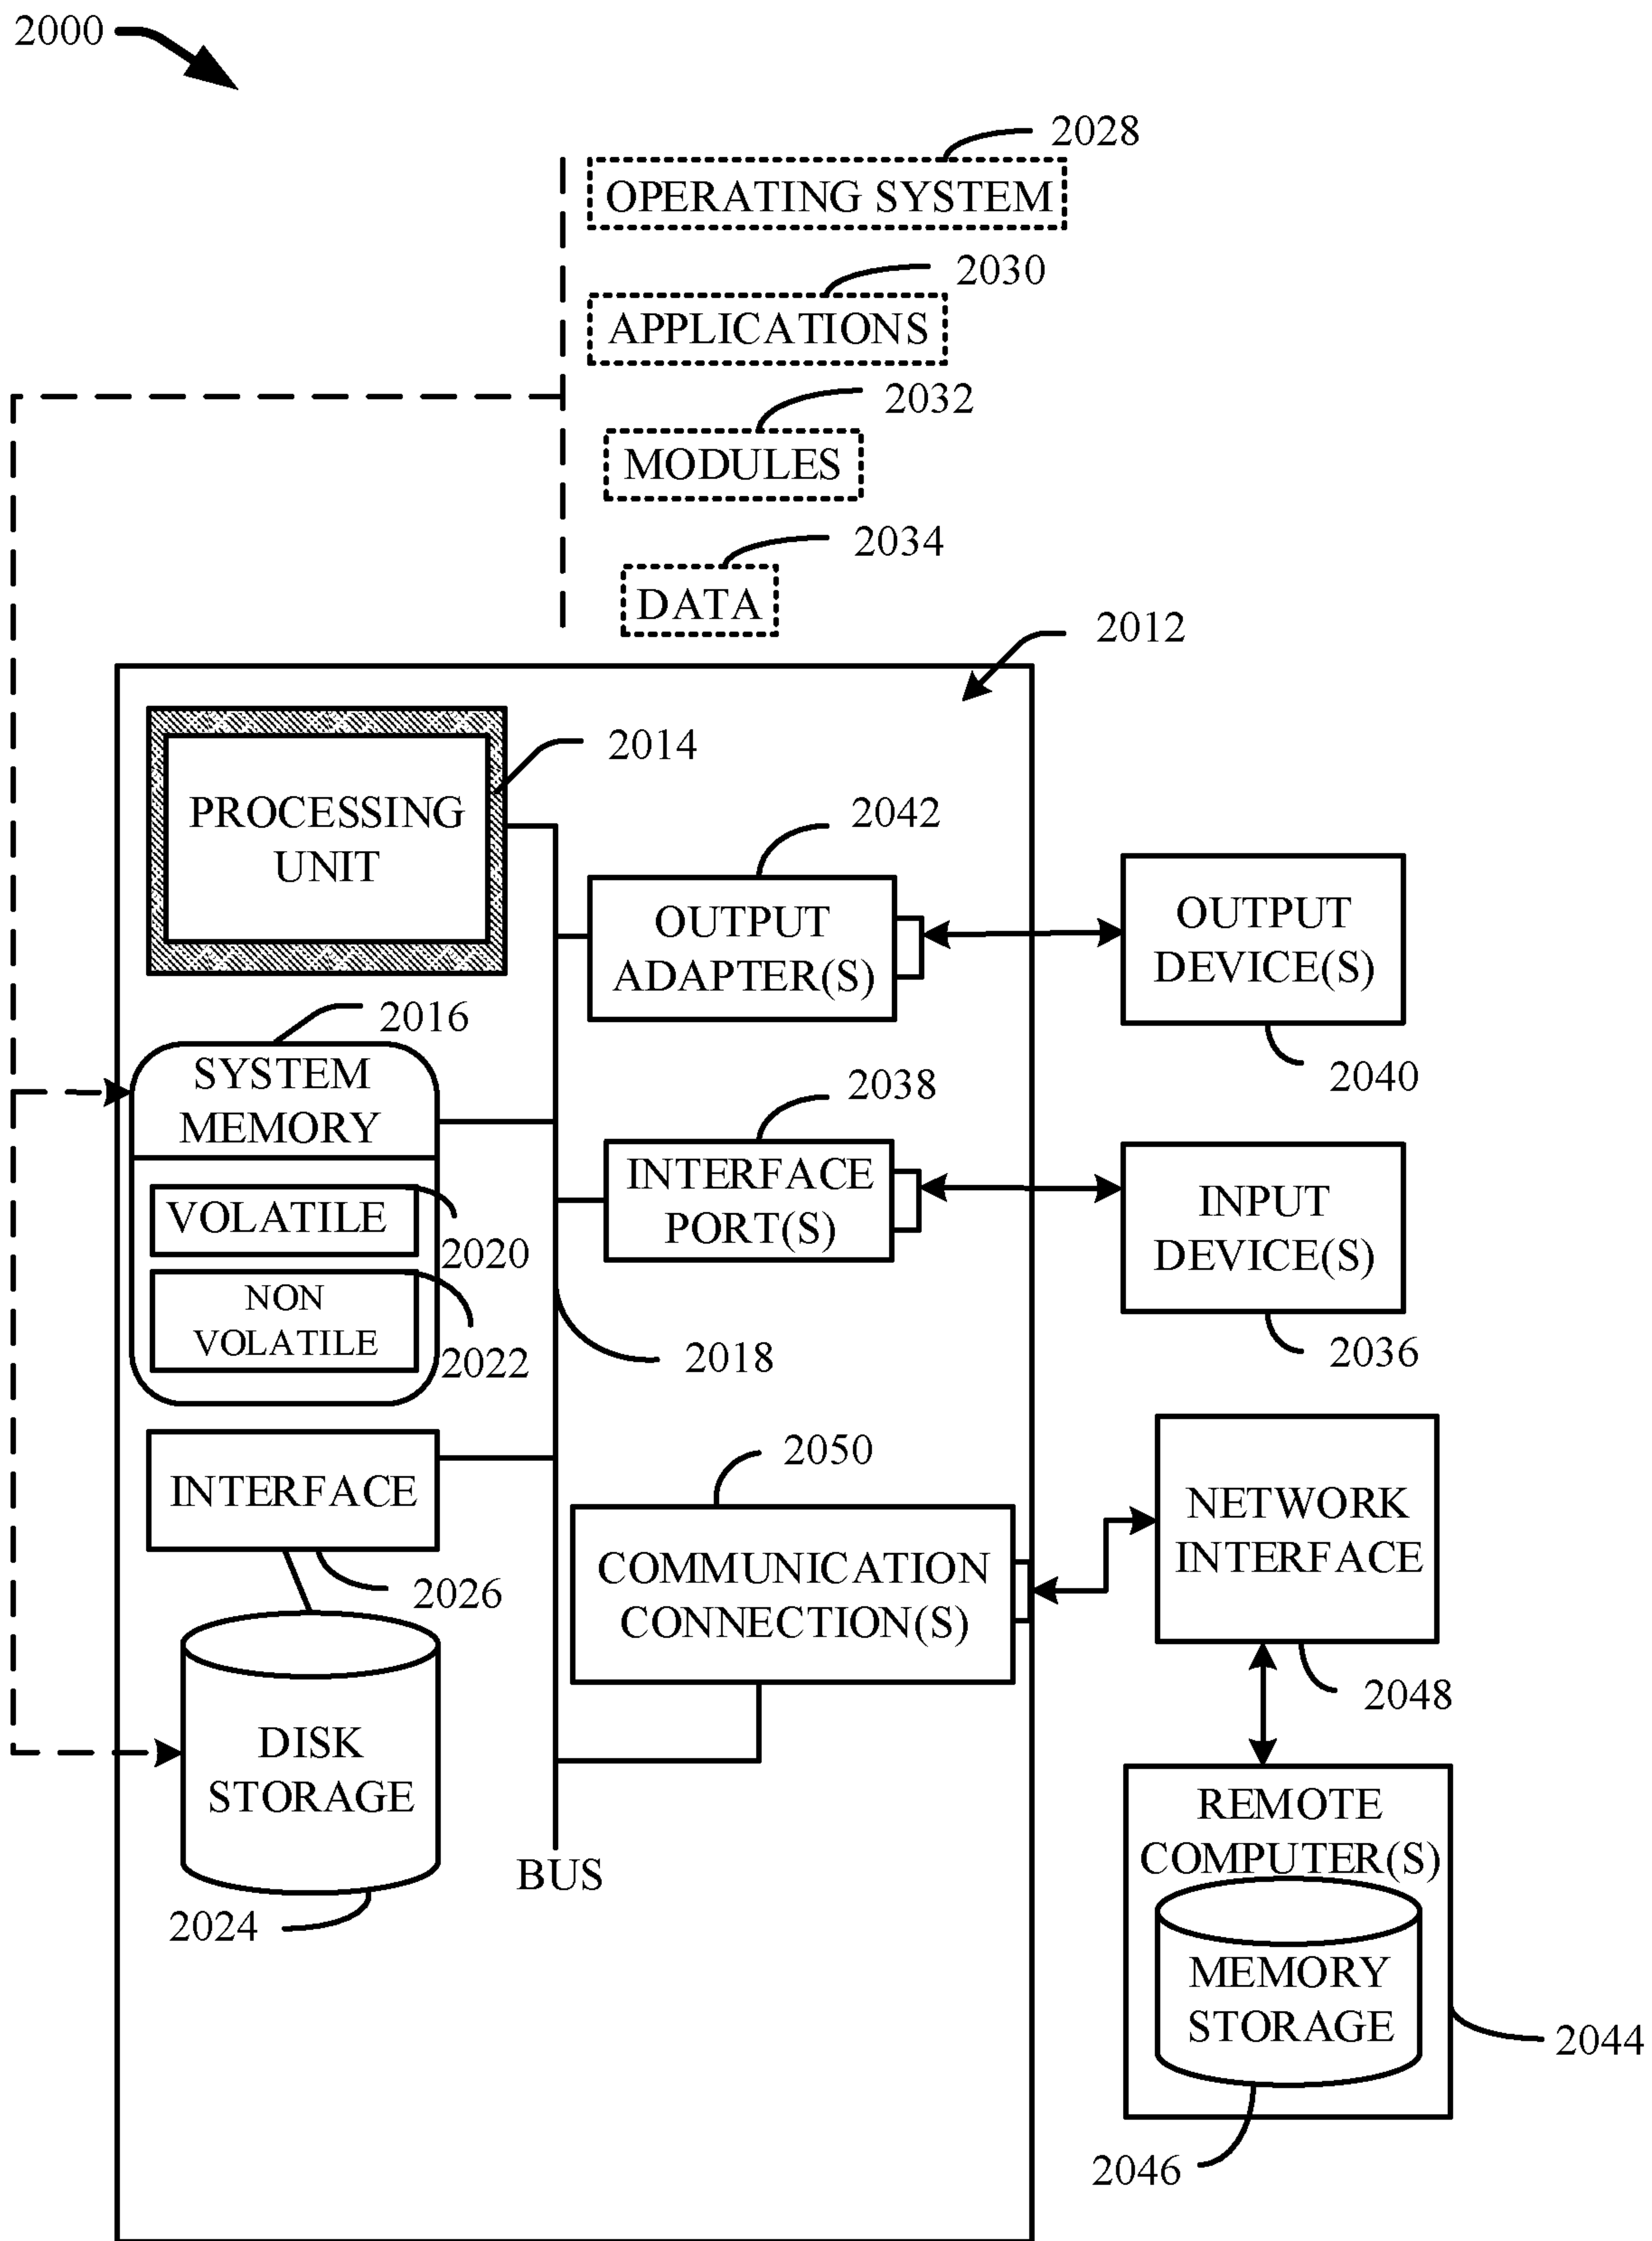 2000
2028
OPERATING SYSTEM
2030
APPLICATIONS
2032
MODULES
2034
DATA
2012
2014
PROCESSING
UNIT
2042
OUTPUT
ADAPTER(S)
OUTPUT
DEVICE(S)
2040
2016
SYSTEM
MEMORY
VOLATILE
2020
NON
VOLATILE
2022
2038
INTERFACE
PORT(S)
INPUT
DEVICE(S)
2036
2018
INTERFACE
2026
2050
COMMUNICATION
CONNECTION(S)
NETWORK
INTERFACE
2048
DISK
STORAGE
2024
BUS
REMOTE
COMPUTER(S)
MEMORY
STORAGE
2044
2046